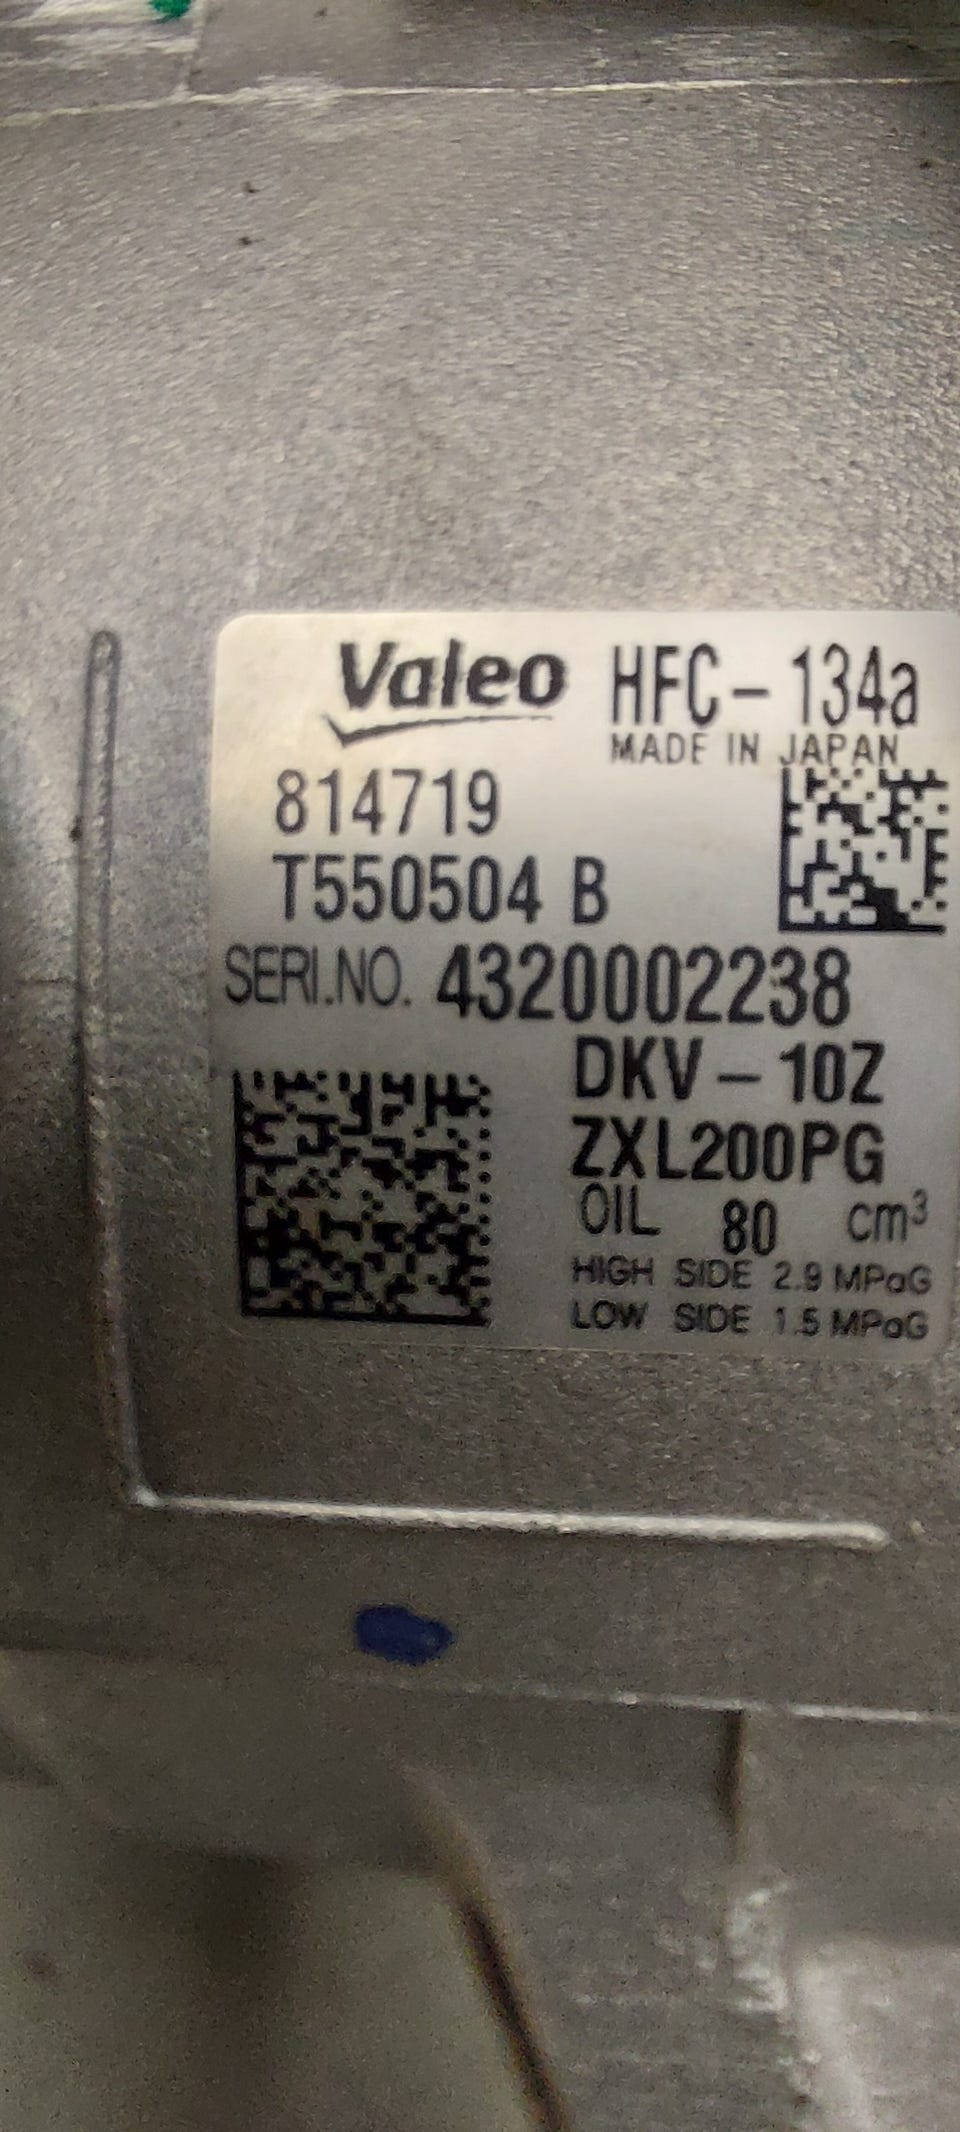 Valeo HFC-134a
MADE IN JAPAN
814719
T550504 B
SERI.NO. 4320002238
DKV-10Z
ZXL200PG
OIL 80 cm³
HIGH SIDE 2.9 MPaG
LOW SIDE 1.5 MPaG